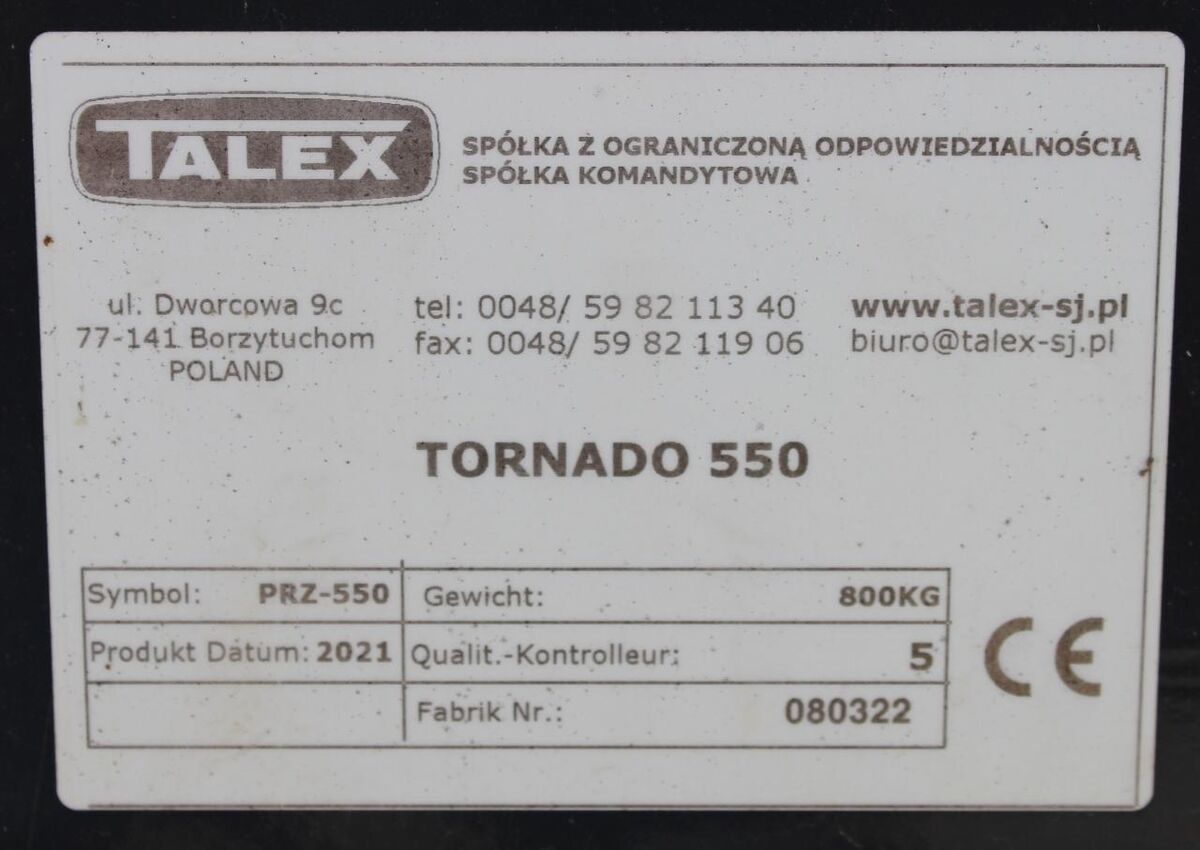 TALEX
SPÓŁKA Z OGRANICZONĄ ODPOWIEDZIALNOŚCIĄ
SPÓŁKA KOMANDYTOWA
ul. Dworcowa 9c
77-141 Borzytuchom
POLAND
tel: 0048/ 59 82 113 40
fax: 0048/ 59 82 119 06
www.talex-sj.pl
biuro@talex-sj.pl
TORNADO 550
Symbol: PRZ-550 Gewicht: 800KG
Produkt Datum: 2021 Qualit.-Kontrolleur: 5
Fabrik Nr.: 080322
CE